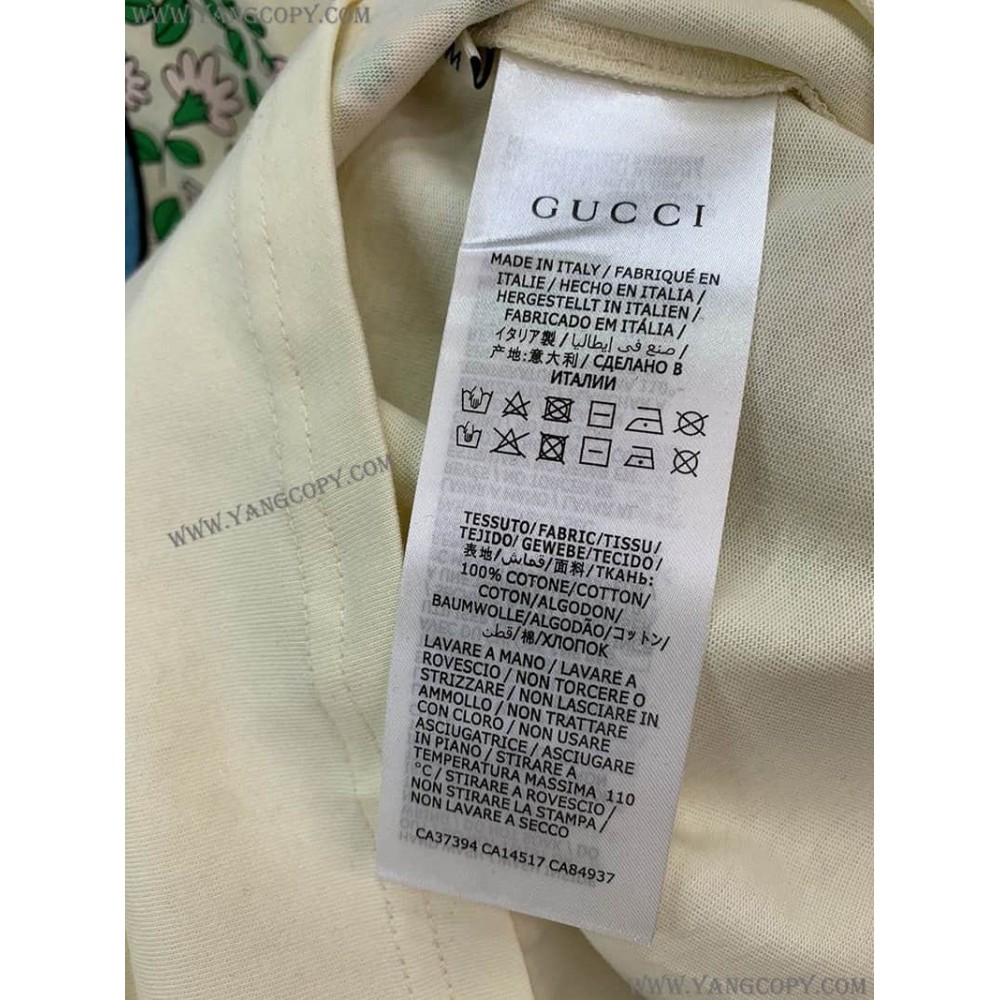 WWW.YANGCOPY.COM
WWW.YANGCOPY.COM
M
GUCCI
MADE IN ITALY / FABRIQUÉ EN
ITALIE / HECHO EN ITALIA /
HERGESTELLT IN ITALIEN /
FABRICADO EM ITÁLIA /
イタリア製 / صنع في إيطاليا /
产地:意大利 / СДЕЛАНО В
ИТАЛИИ
WWW.YANGCOPY.COM
TESSUTO/FABRIC/TISSU/
TEJIDO/ GEWEBE/TECIDO/
表地/قماش/面料/ТКАНЬ:
100% COTONE/COTTON/
COTON/ALGODON/
BAUMWOLLE/ALGODÃO/コットン/
قطن/棉/ХЛОПОК
LAVARE A MANO / LAVARE A
ROVESCIO / NON TORCERE O
STRIZZARE / NON LASCIARE IN
AMMOLLO / NON TRATTARE
CON CLORO / NON USARE
ASCIUGATRICE / ASCIUGARE
IN PIANO / STIRARE A
TEMPERATURA MASSIMA 110
°C / STIRARE A ROVESCIO /
NON STIRARE LA STAMPA /
NON LAVARE A SECCO
CA37394 CA14517 CA84937
WWW.YANGCOPY.COM